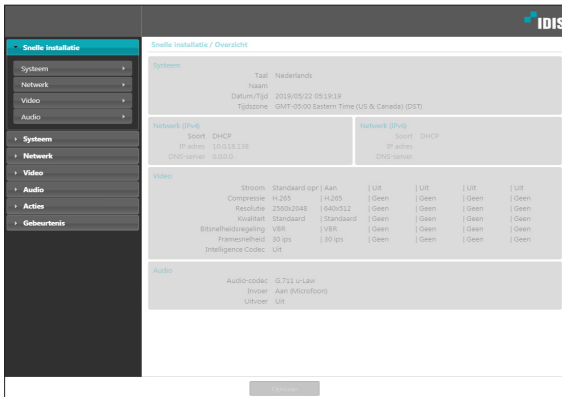 IDIS
Snelle installatie
Systeem
Netwerk
Video
Audio
Systeem
Netwerk
Video
Audio
Acties
Gebeurtenis
Snelle installatie / Overzicht
Systeem
Taal Nederlands
Naam
Datum/Tijd 2019/05/22 05:19:19
Tijdszone GMT-05:00 Eastern Time (US & Canada) (DST)
Netwerk (IPv4)
Soort DHCP
IP adres
DNS-server 0.0.0.0
Netwerk (IPv6)
Soort DHCP
IP adres
DNS-server
Video
Stroom Standaard opr | Aan | Uit | Uit | Uit | Uit
Compressie H.265 | H.265 | Geen | Geen | Geen | Geen
Resolutie 2560x2048 | 640x512 | Geen | Geen | Geen | Geen
Kwaliteit Standaard | Standaard | Geen | Geen | Geen | Geen
Bitsnelheidsregeling VBR | VBR | Geen | Geen | Geen | Geen
Framesnelheid 30 ips | 30 ips | Geen | Geen | Geen | Geen
Intelligence Codec Uit
Audio
Audio-codec G.711 u-Law
Invoer Aan (Microfoon)
Uitvoer Uit